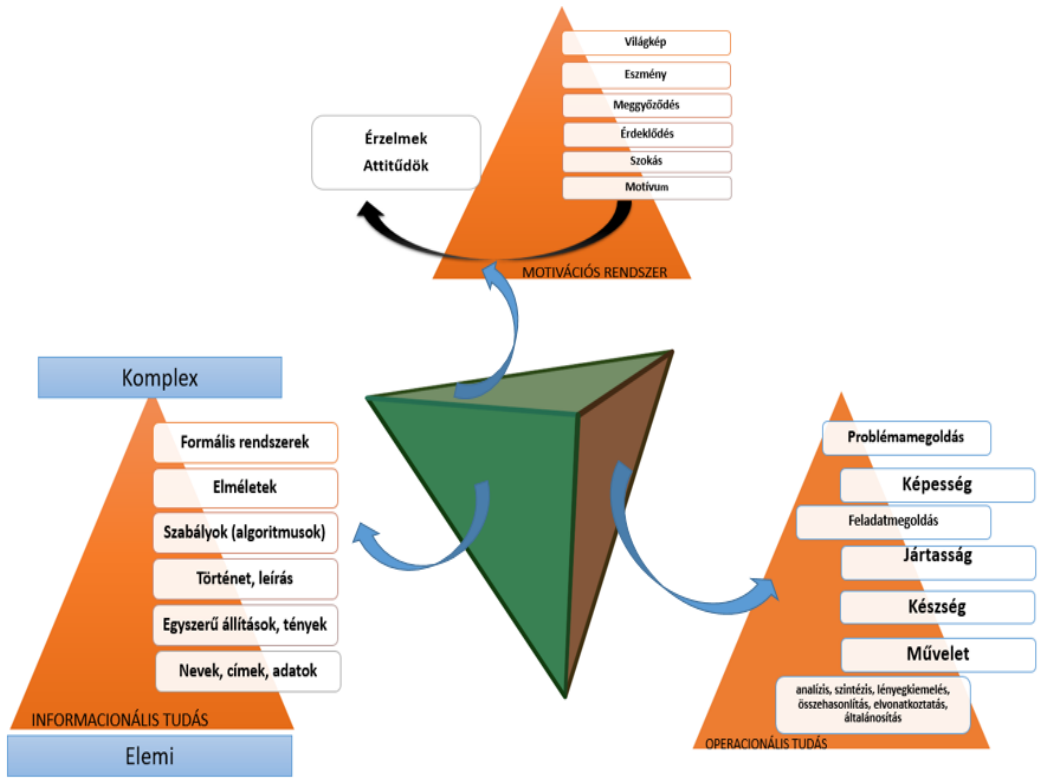 Világkép
Eszmény
Meggyőződés
Érdeklődés
Szokás
Motívum
Érzelmek
Attitűdök
MOTIVÁCIÓS RENDSZER
Komplex
Formális rendszerek
Elméletek
Szabályok (algoritmusok)
Történet, leírás
Egyszerű állítások, tények
Nevek, címek, adatok
INFORMACIONÁLIS TUDÁS
Elemi
Problémamegoldás
Képesség
Feladatmegoldás
Jártasság
Készség
Művelet
analízis, szintézis, lényegkiemelés,
összehasonlítás, elvonatkoztatás,
általánosítás
OPERACIONÁLIS TUDÁS